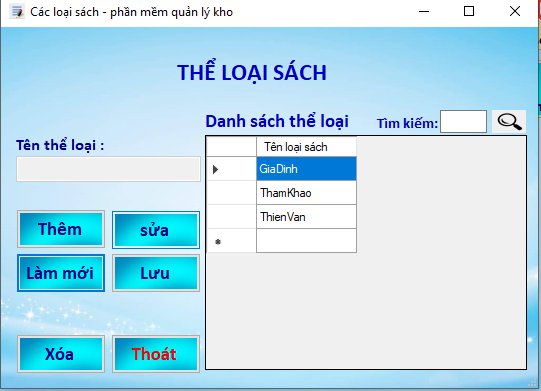 Các loại sách - phần mềm quản lý kho
THỂ LOẠI SÁCH
Danh sách thể loại
Tìm kiếm:
Tên thể loại :
Tên loại sách
GiaDinh
ThamKhao
ThienVan
Thêm
sửa
Làm mới
Lưu
Xóa
Thoát